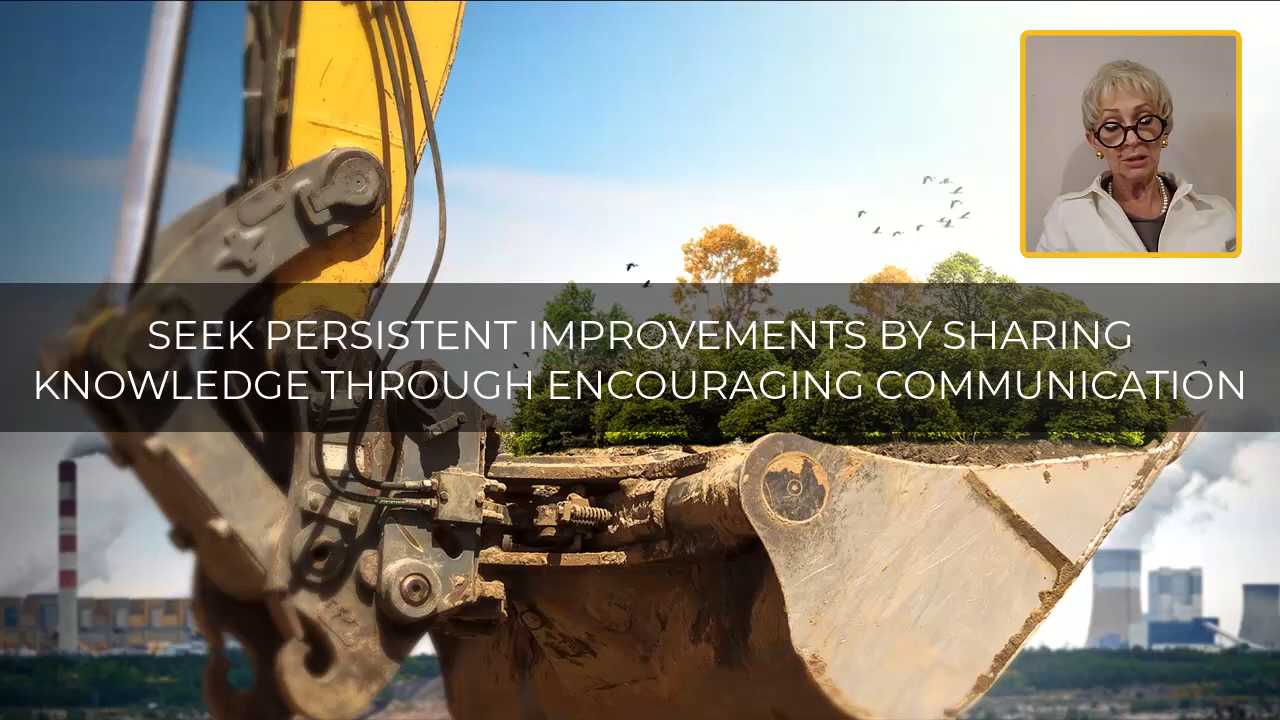 SEEK PERSISTENT IMPROVEMENTS BY SHARING
KNOWLEDGE THROUGH ENCOURAGING COMMUNICATION